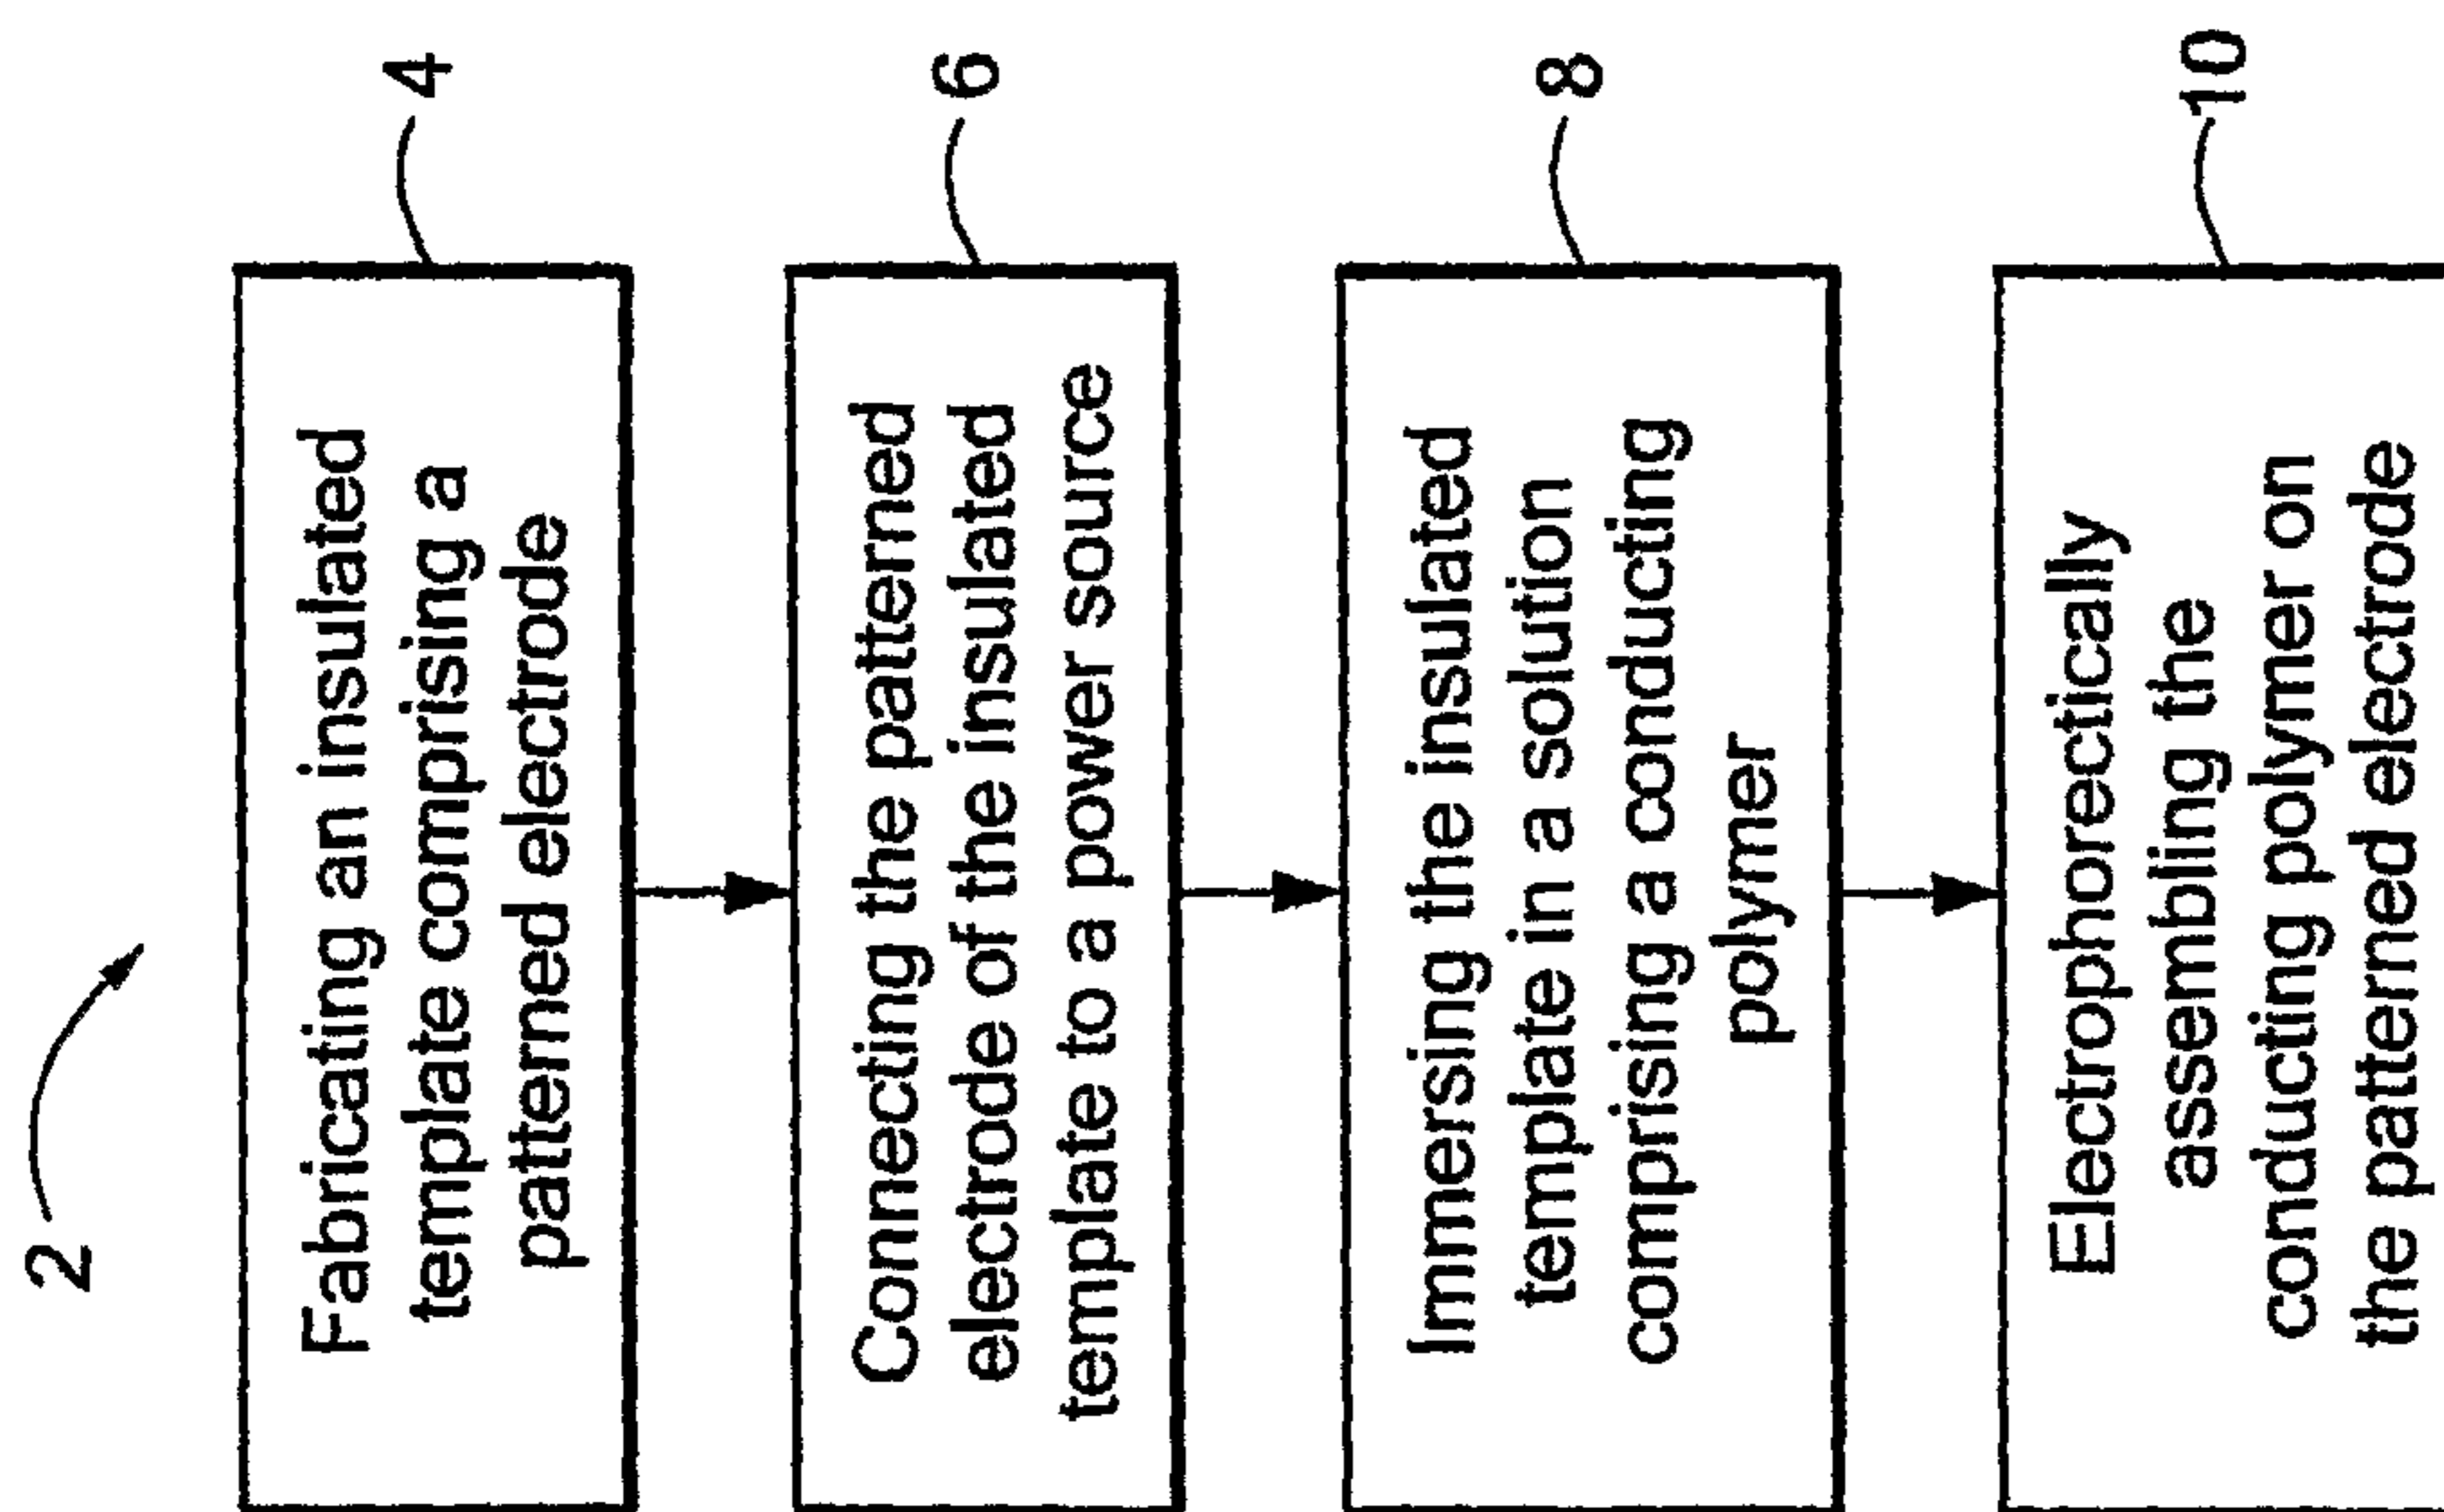 2
Fabricating an insulated
template comprising a
patterned electrode
4
Connecting the patterned
electrode of the insulated
template to a power source
6
Immersing the insulated
template in a solution
comprising a conducting
polymer
8
Electrophorectically
assembling the
conducting polymer on
the patterned electrode
10